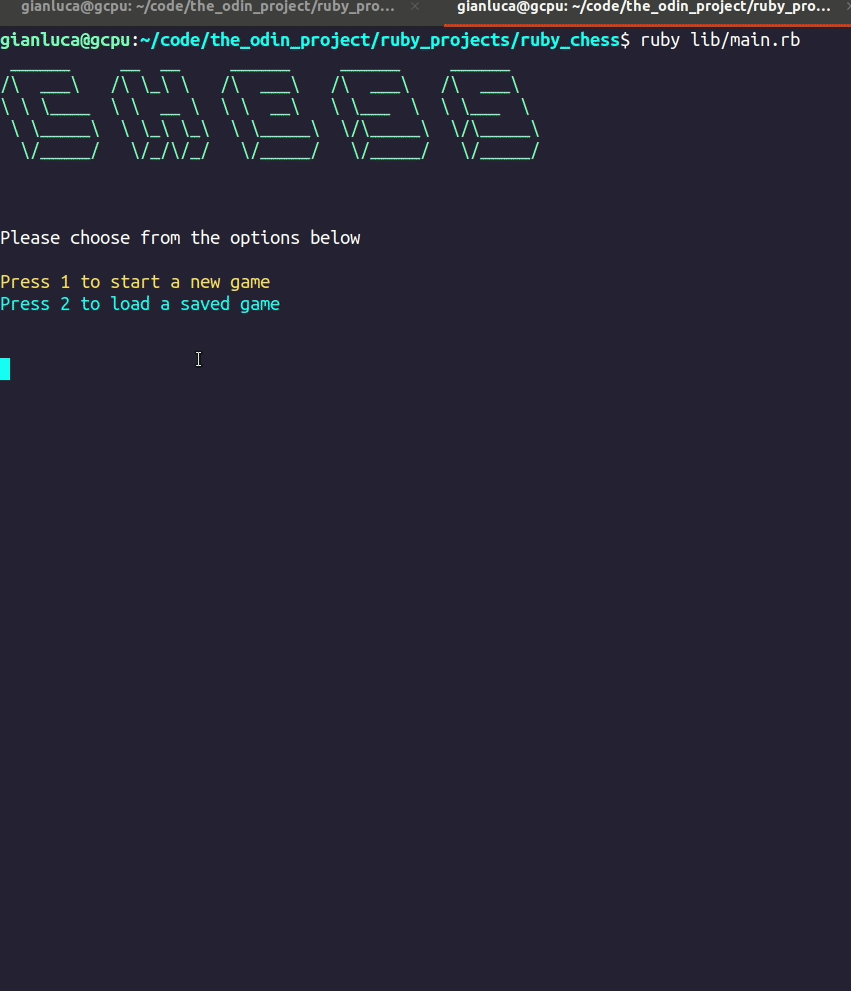 gianluca@gcpu: ~/code/the_odin_project/ruby_pro... × gianluca@gcpu: ~/code/the_odin_project/ruby_pro... ×
gianluca@gcpu:~/code/the_odin_project/ruby_projects/ruby_chess$ ruby lib/main.rb
CHESS
Please choose from the options below
Press 1 to start a new game
Press 2 to load a saved game